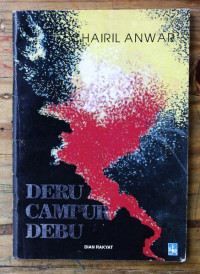 CHAIRIL ANWAR
DERU
CAMPUR
DEBU
DIAN RAKYAT